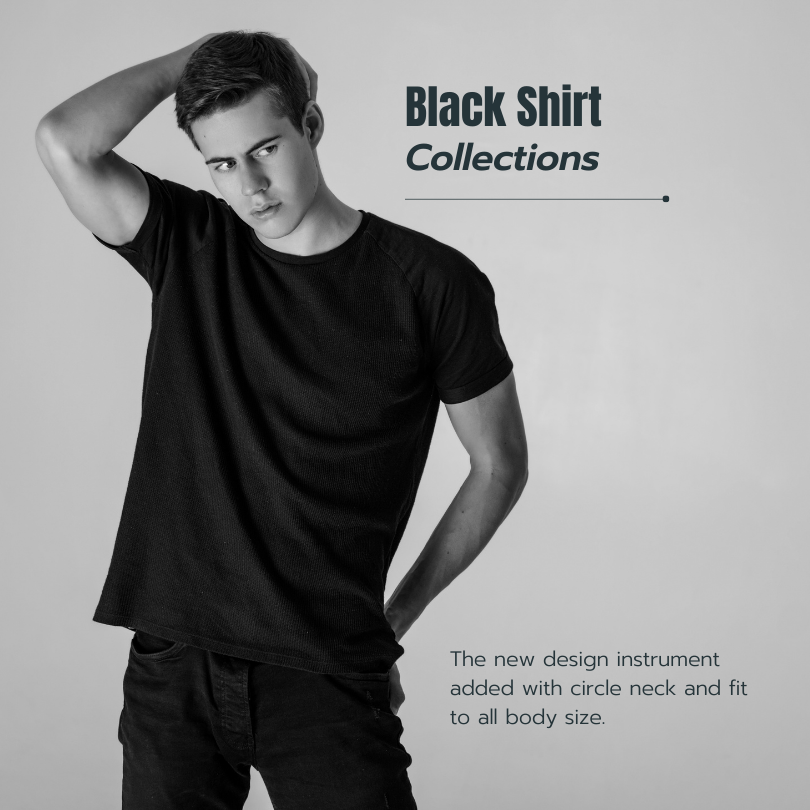 Black Shirt
Collections
The new design instrument
added with circle neck and fit
to all body size.